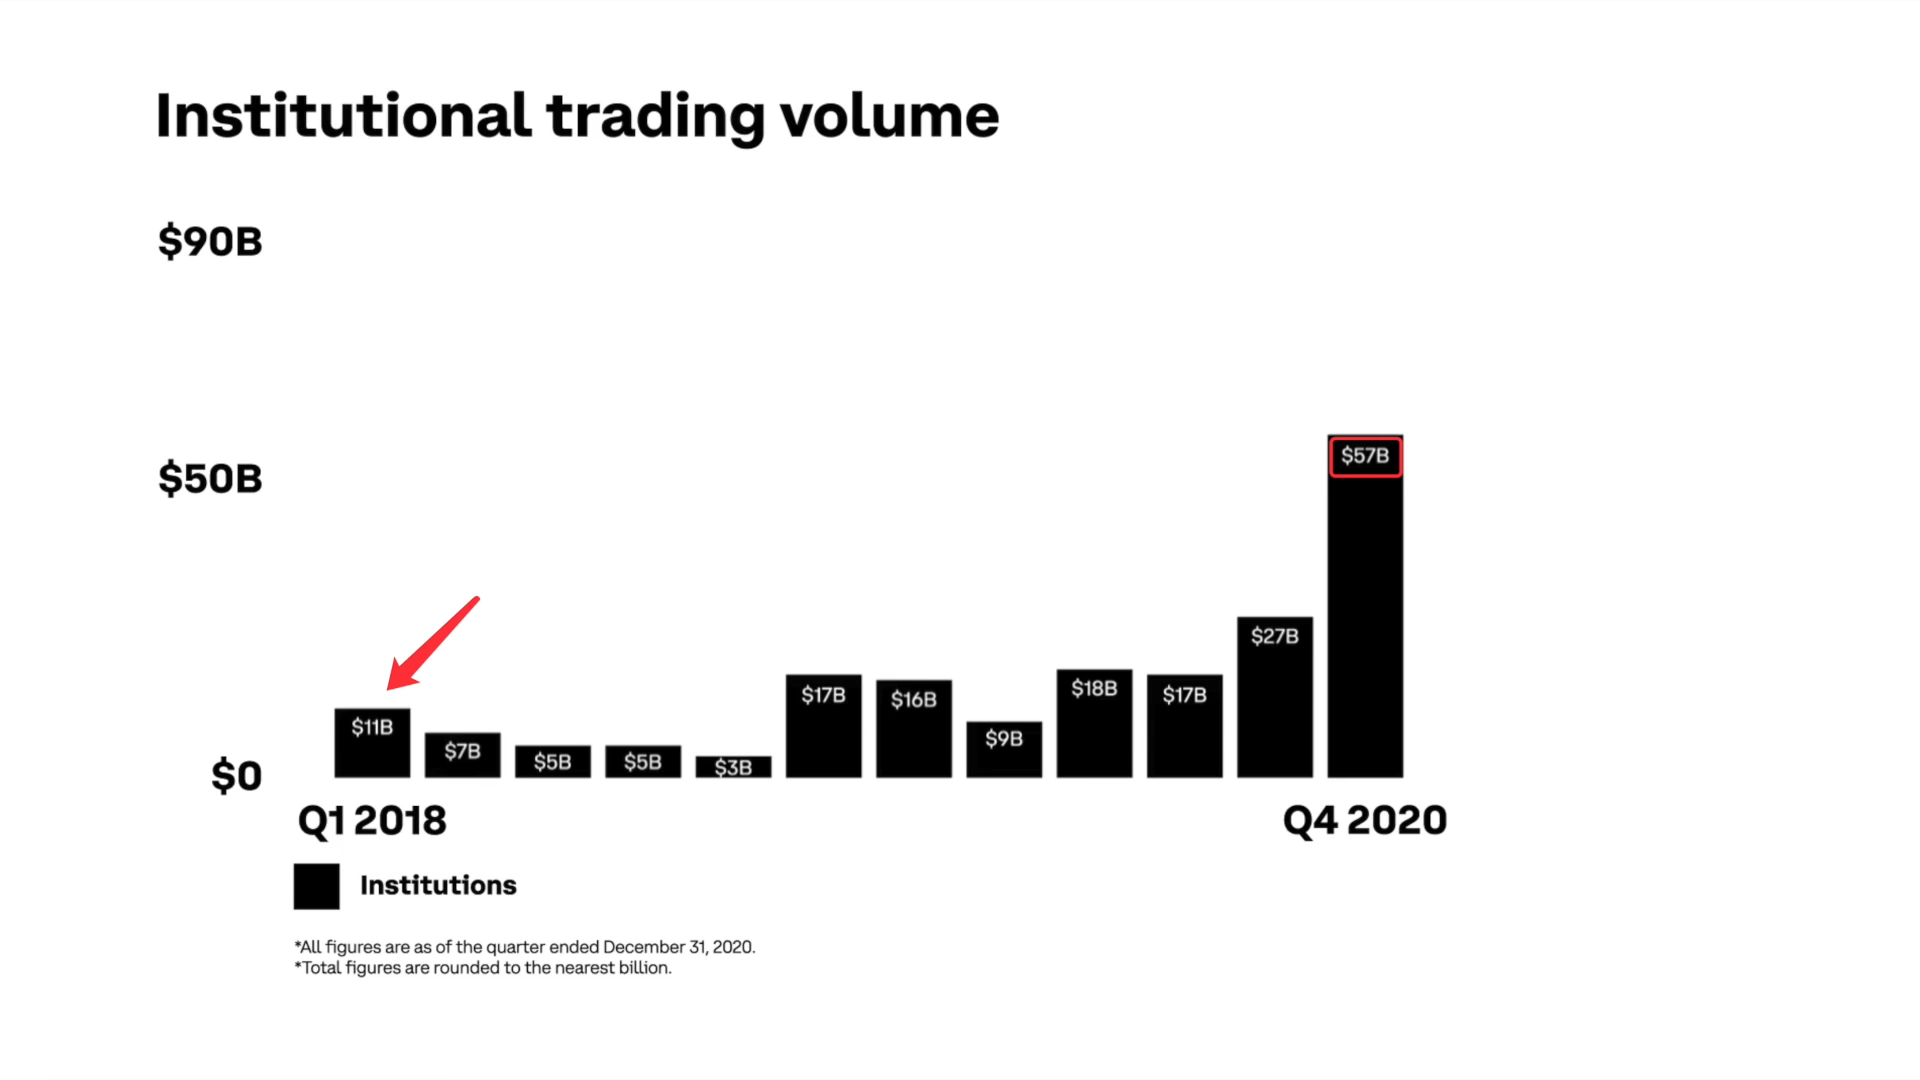 Institutional trading volume
$90B
$50B
$57B
$27B
$18B
$17B
$16B
$17B
$11B
$9B
$7B
$5B
$5B
$3B
$0
Q1 2018
Q4 2020
Institutions
*All figures are as of the quarter ended December 31, 2020.
*Total figures are rounded to the nearest billion.